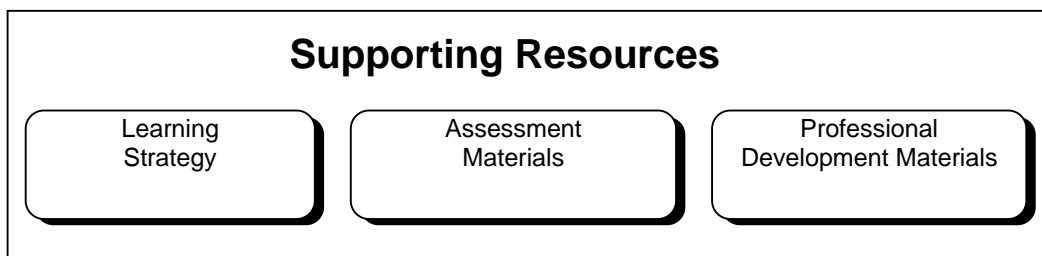 Supporting Resources
Learning
Strategy
Assessment
Materials
Professional
Development Materials